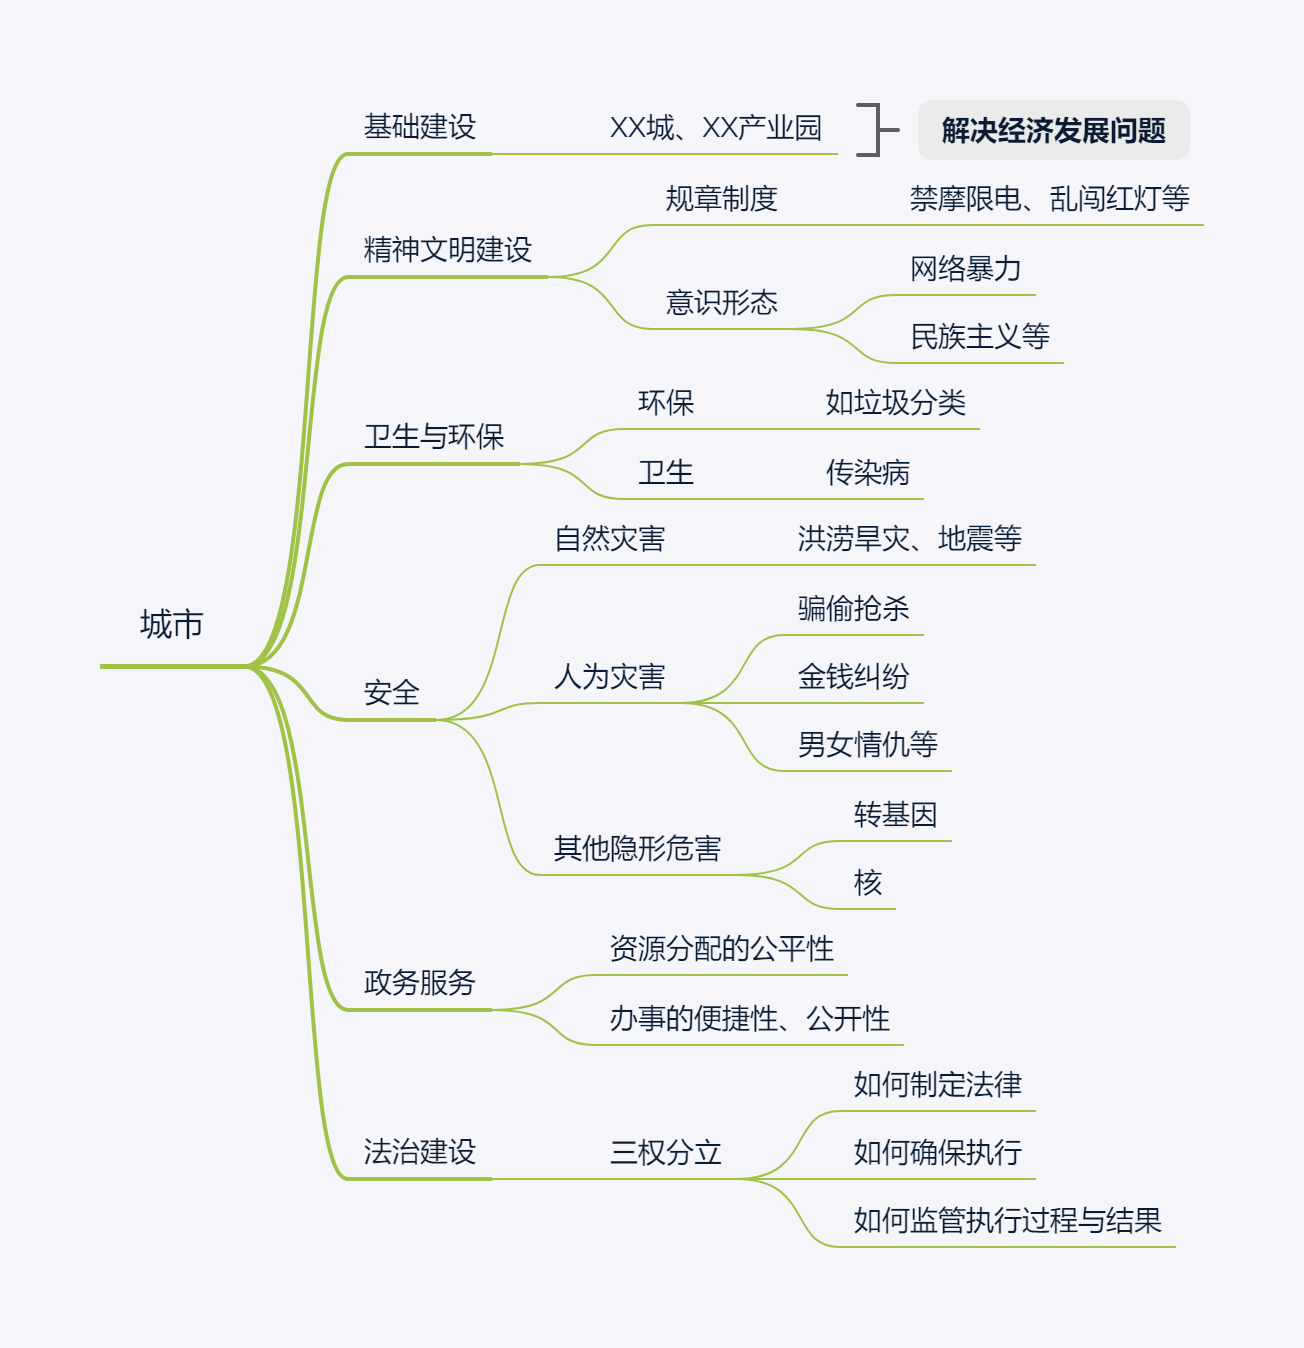 基础建设
XX城、XX产业园
解决经济发展问题
精神文明建设
规章制度
禁摩限电、乱闯红灯等
意识形态
网络暴力
民族主义等
卫生与环保
环保
如垃圾分类
卫生
传染病
城市
安全
自然灾害
洪涝旱灾、地震等
人为灾害
骗偷抢杀
金钱纠纷
男女情仇等
其他隐形危害
转基因
核
政务服务
资源分配的公平性
办事的便捷性、公开性
法治建设
三权分立
如何制定法律
如何确保执行
如何监管执行过程与结果